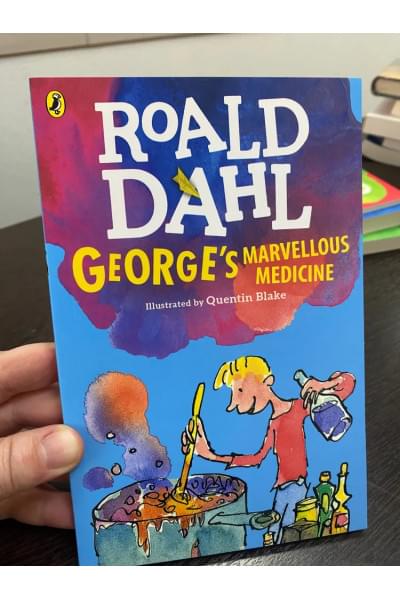 ROALD
DAHL
GEORGE'S MARVELLOUS
MEDICINE
Illustrated by Quentin Blake